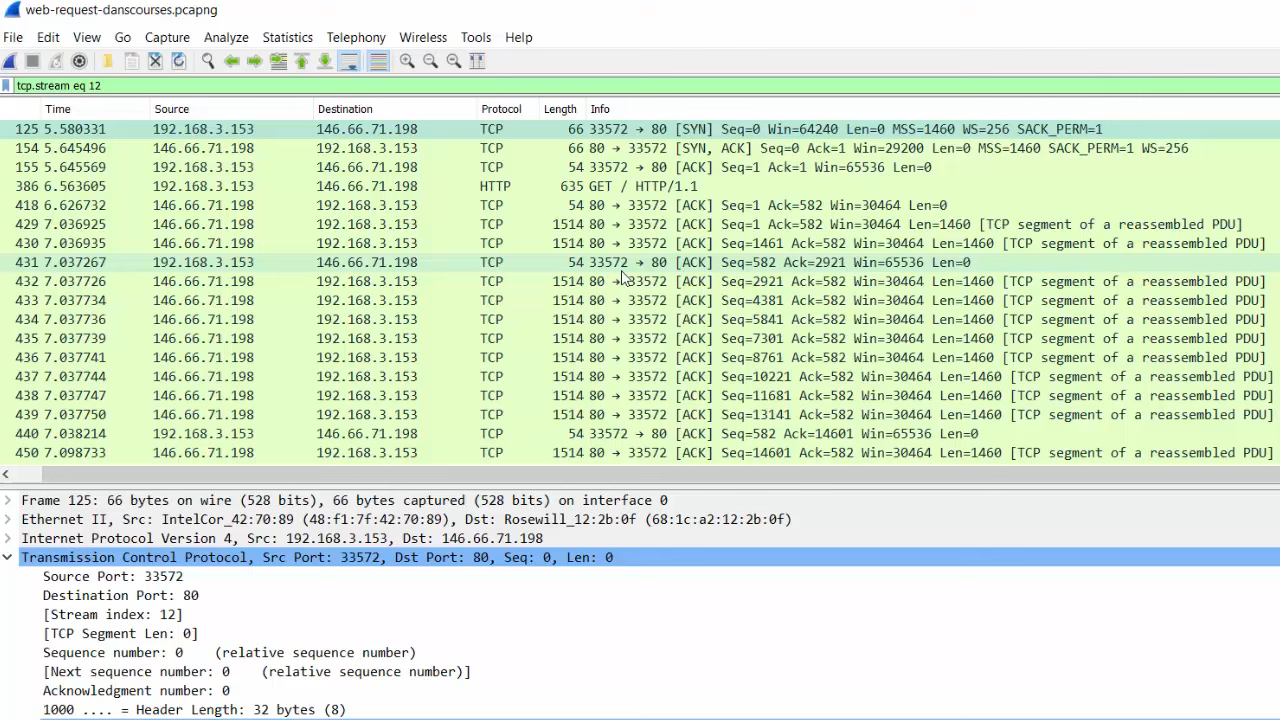 web-request-danscourses.pcapng
File Edit View Go Capture Analyze Statistics Telephony Wireless Tools Help
tcp.stream eq 12
Time Source Destination Protocol Length Info
125 5.580331 192.168.3.153 146.66.71.198 TCP 66 33572 → 80 [SYN] Seq=0 Win=64240 Len=0 MSS=1460 WS=256 SACK_PERM=1
154 5.645496 146.66.71.198 192.168.3.153 TCP 66 80 → 33572 [SYN, ACK] Seq=0 Ack=1 Win=29200 Len=0 MSS=1460 SACK_PERM=1 WS=256
155 5.645569 192.168.3.153 146.66.71.198 TCP 54 33572 → 80 [ACK] Seq=1 Ack=1 Win=65536 Len=0
386 6.563605 192.168.3.153 146.66.71.198 HTTP 635 GET / HTTP/1.1
418 6.626732 146.66.71.198 192.168.3.153 TCP 54 80 → 33572 [ACK] Seq=1 Ack=582 Win=30464 Len=0
429 7.036925 146.66.71.198 192.168.3.153 TCP 1514 80 → 33572 [ACK] Seq=1 Ack=582 Win=30464 Len=1460 [TCP segment of a reassembled PDU]
430 7.036935 146.66.71.198 192.168.3.153 TCP 1514 80 → 33572 [ACK] Seq=1461 Ack=582 Win=30464 Len=1460 [TCP segment of a reassembled PDU]
431 7.037267 192.168.3.153 146.66.71.198 TCP 54 33572 → 80 [ACK] Seq=582 Ack=2921 Win=65536 Len=0
432 7.037726 146.66.71.198 192.168.3.153 TCP 1514 80 → 33572 [ACK] Seq=2921 Ack=582 Win=30464 Len=1460 [TCP segment of a reassembled PDU]
433 7.037734 146.66.71.198 192.168.3.153 TCP 1514 80 → 33572 [ACK] Seq=4381 Ack=582 Win=30464 Len=1460 [TCP segment of a reassembled PDU]
434 7.037736 146.66.71.198 192.168.3.153 TCP 1514 80 → 33572 [ACK] Seq=5841 Ack=582 Win=30464 Len=1460 [TCP segment of a reassembled PDU]
435 7.037739 146.66.71.198 192.168.3.153 TCP 1514 80 → 33572 [ACK] Seq=7301 Ack=582 Win=30464 Len=1460 [TCP segment of a reassembled PDU]
436 7.037741 146.66.71.198 192.168.3.153 TCP 1514 80 → 33572 [ACK] Seq=8761 Ack=582 Win=30464 Len=1460 [TCP segment of a reassembled PDU]
437 7.037744 146.66.71.198 192.168.3.153 TCP 1514 80 → 33572 [ACK] Seq=10221 Ack=582 Win=30464 Len=1460 [TCP segment of a reassembled PDU]
438 7.037747 146.66.71.198 192.168.3.153 TCP 1514 80 → 33572 [ACK] Seq=11681 Ack=582 Win=30464 Len=1460 [TCP segment of a reassembled PDU]
439 7.037750 146.66.71.198 192.168.3.153 TCP 1514 80 → 33572 [ACK] Seq=13141 Ack=582 Win=30464 Len=1460 [TCP segment of a reassembled PDU]
440 7.038214 192.168.3.153 146.66.71.198 TCP 54 33572 → 80 [ACK] Seq=582 Ack=14601 Win=65536 Len=0
450 7.098733 146.66.71.198 192.168.3.153 TCP 1514 80 → 33572 [ACK] Seq=14601 Ack=582 Win=30464 Len=1460 [TCP segment of a reassembled PDU]
Frame 125: 66 bytes on wire (528 bits), 66 bytes captured (528 bits) on interface 0
Ethernet II, Src: IntelCor_42:70:89 (48:f1:7f:42:70:89), Dst: Rosewill_12:2b:0f (68:1c:a2:12:2b:0f)
Internet Protocol Version 4, Src: 192.168.3.153, Dst: 146.66.71.198
Transmission Control Protocol, Src Port: 33572, Dst Port: 80, Seq: 0, Len: 0
Source Port: 33572
Destination Port: 80
[Stream index: 12]
[TCP Segment Len: 0]
Sequence number: 0 (relative sequence number)
[Next sequence number: 0 (relative sequence number)]
Acknowledgment number: 0
1000 .... = Header Length: 32 bytes (8)